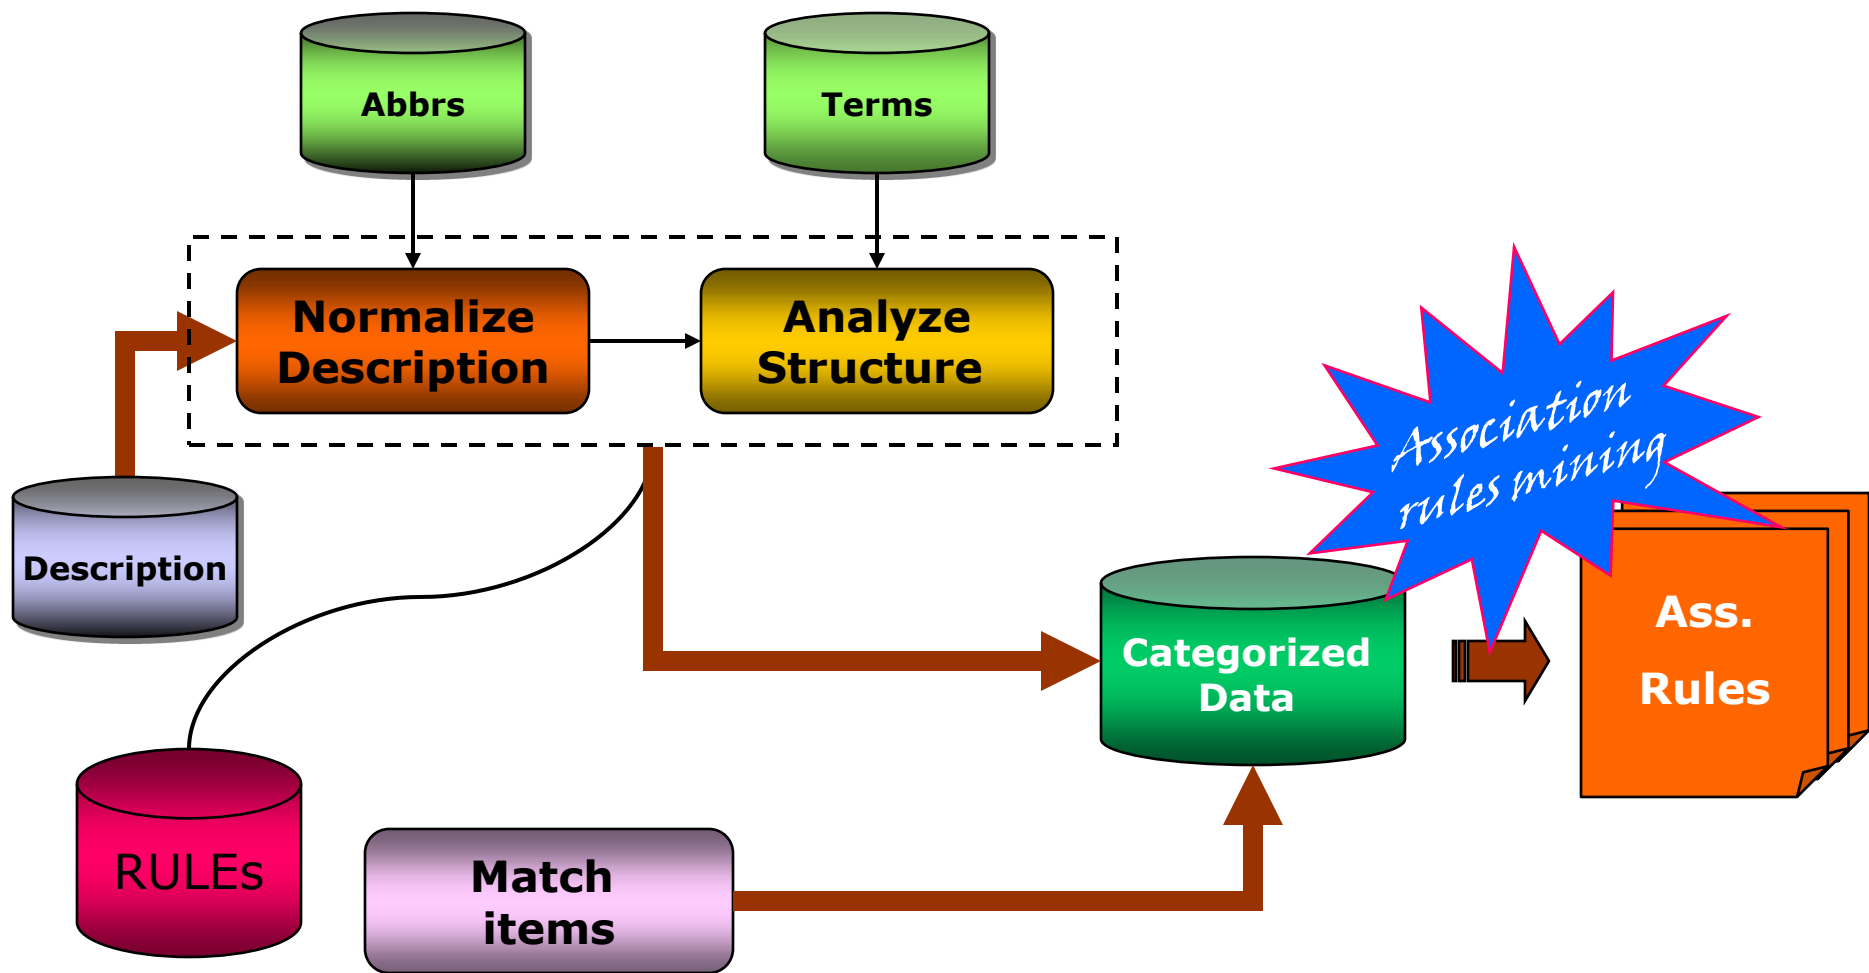 Abbrs
Terms
Normalize
Description
Analyze
Structure
Association
rules mining
Description
Categorized
Data
Ass.
Rules
RULEs
Match
items